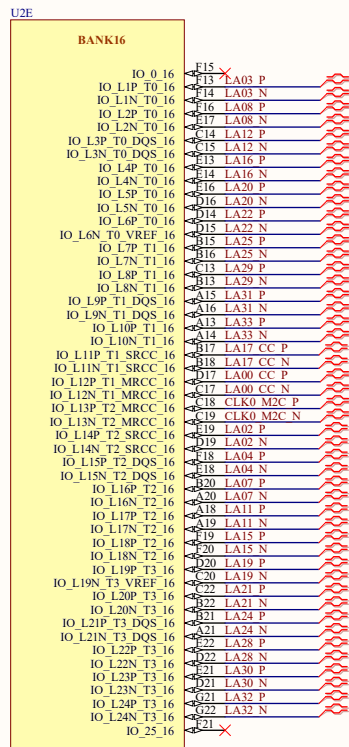 U2E
BANK16
IO_0_16 F15
IO_L1P_T0_16 F13 LA03_P
IO_L1N_T0_16 F14 LA03_N
IO_L2P_T0_16 F16 LA08_P
IO_L2N_T0_16 E17 LA08_N
IO_L3P_T0_DQS_16 C14 LA12_P
IO_L3N_T0_DQS_16 C15 LA12_N
IO_L4P_T0_16 E13 LA16_P
IO_L4N_T0_16 E14 LA16_N
IO_L5P_T0_16 E16 LA20_P
IO_L5N_T0_16 D16 LA20_N
IO_L6P_T0_16 D14 LA22_P
IO_L6N_T0_VREF_16 D15 LA22_N
IO_L7P_T1_16 B15 LA25_P
IO_L7N_T1_16 B16 LA25_N
IO_L8P_T1_16 C13 LA29_P
IO_L8N_T1_16 B13 LA29_N
IO_L9P_T1_DQS_16 A15 LA31_P
IO_L9N_T1_DQS_16 A16 LA31_N
IO_L10P_T1_16 A13 LA33_P
IO_L10N_T1_16 A14 LA33_N
IO_L11P_T1_SRCC_16 B17 LA17_CC_P
IO_L11N_T1_SRCC_16 B18 LA17_CC_N
IO_L12P_T1_MRCC_16 D17 LA00_CC_P
IO_L12N_T1_MRCC_16 C17 LA00_CC_N
IO_L13P_T2_MRCC_16 C18 CLK0_M2C_P
IO_L13N_T2_MRCC_16 C19 CLK0_M2C_N
IO_L14P_T2_SRCC_16 E19 LA02_P
IO_L14N_T2_SRCC_16 D19 LA02_N
IO_L15P_T2_DQS_16 F18 LA04_P
IO_L15N_T2_DQS_16 E18 LA04_N
IO_L16P_T2_16 B20 LA07_P
IO_L16N_T2_16 A20 LA07_N
IO_L17P_T2_16 A18 LA11_P
IO_L17N_T2_16 A19 LA11_N
IO_L18P_T2_16 F19 LA15_P
IO_L18N_T2_16 F20 LA15_N
IO_L19P_T3_16 D20 LA19_P
IO_L19N_T3_VREF_16 C20 LA19_N
IO_L20P_T3_16 C22 LA21_P
IO_L20N_T3_16 B22 LA21_N
IO_L21P_T3_DQS_16 B21 LA24_P
IO_L21N_T3_DQS_16 A21 LA24_N
IO_L22P_T3_16 E22 LA28_P
IO_L22N_T3_16 D22 LA28_N
IO_L23P_T3_16 E21 LA30_P
IO_L23N_T3_16 D21 LA30_N
IO_L24P_T3_16 G21 LA32_P
IO_L24N_T3_16 G22 LA32_N
IO_25_16 F21